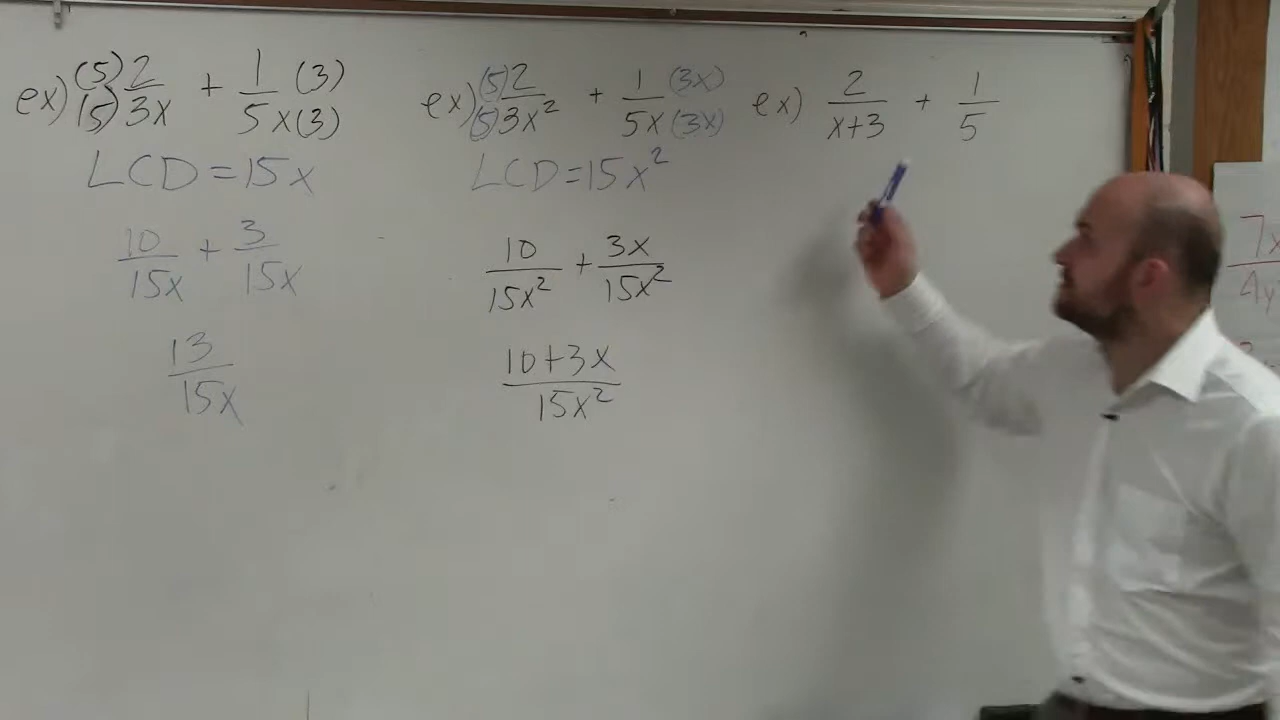 ex) (5) 2 / (5) 3x + 1 (3) / 5x (3)
LCD = 15x
10 / 15x + 3 / 15x
13 / 15x
ex) (5) 2 / (5) 3x² + 1 (3x) / 5x (3x)
LCD = 15x²
10 / 15x² + 3x / 15x²
10 + 3x / 15x²
ex) 2 / x+3 + 1 / 5
7x
4y